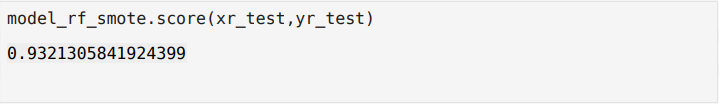 model_rf_smote.score(xr_test,yr_test)
0.9321305841924399